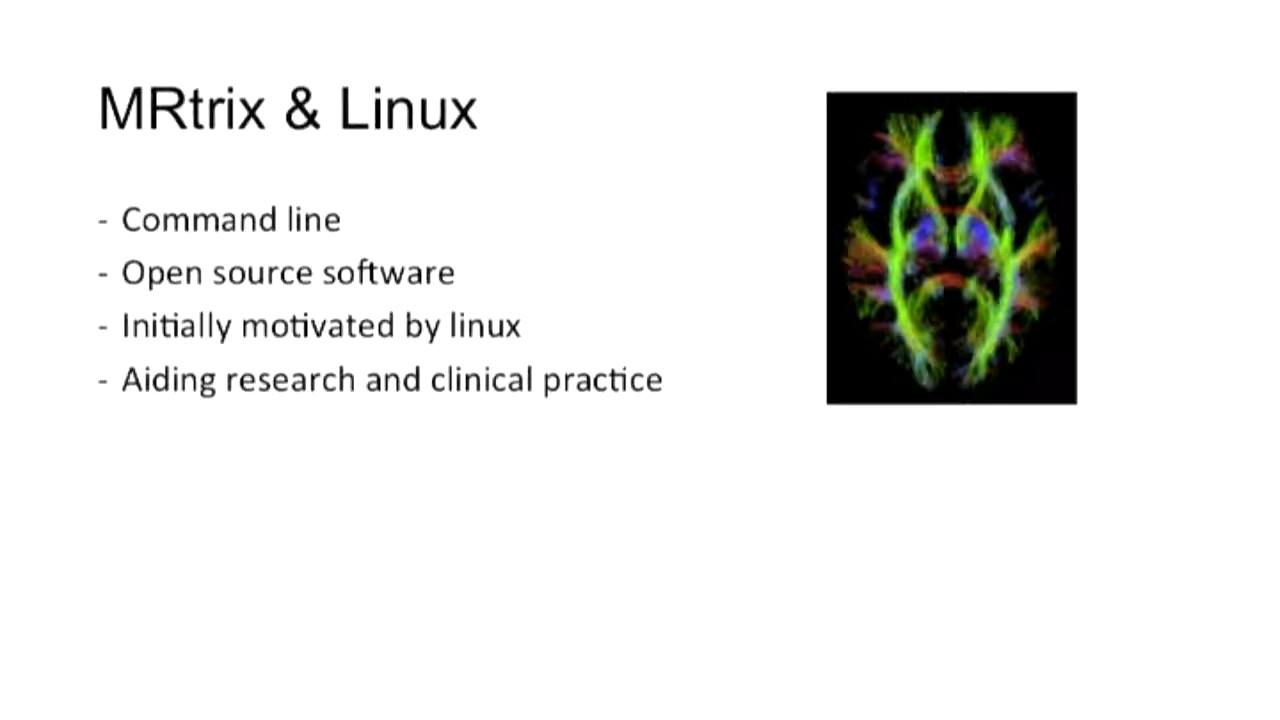 MRtrix & Linux
- Command line
- Open source software
- Initially motivated by linux
- Aiding research and clinical practice